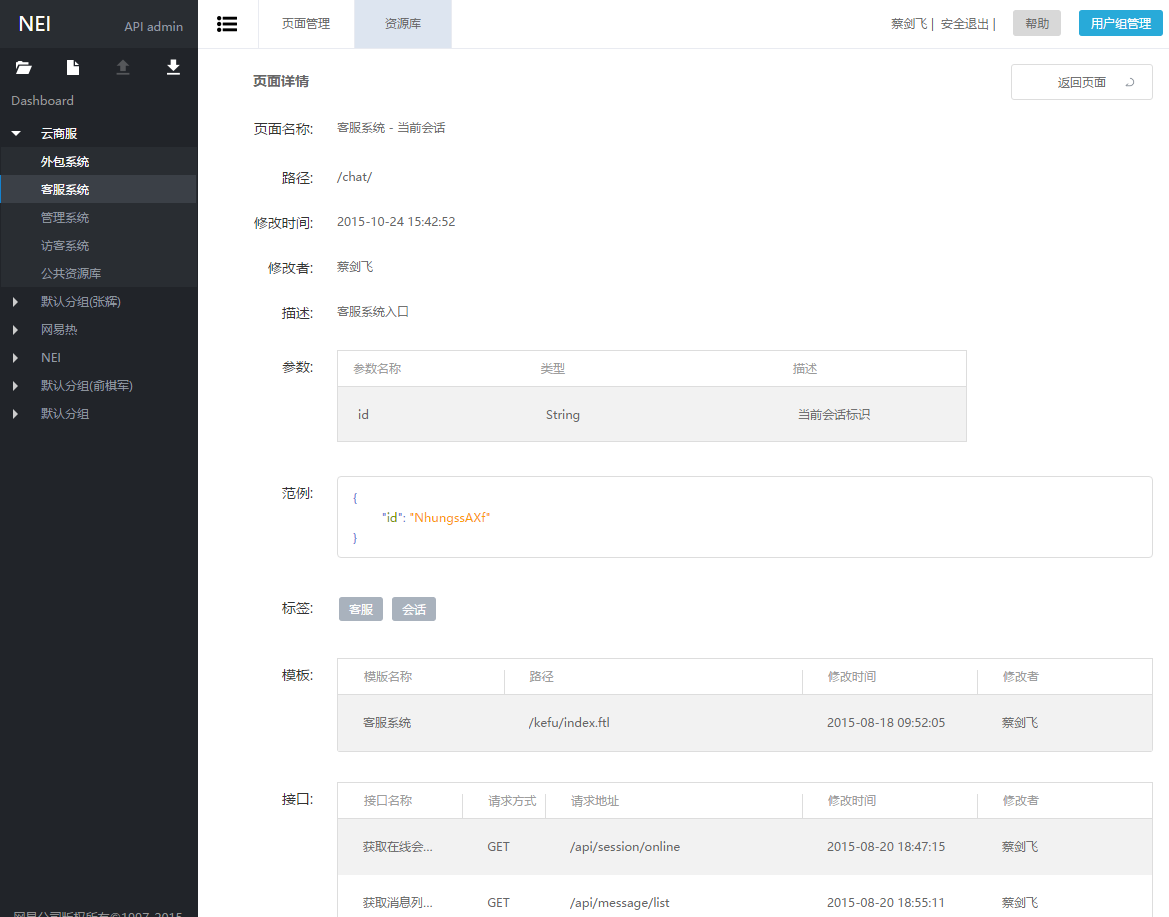 NEI API admin 页面管理 资源库 蔡剑飞 | 安全退出 | 帮助 用户组管理
Dashboard
云商服
外包系统
客服系统
管理系统
访客系统
公共资源库
默认分组(张辉)
网易热
NEI
默认分组(俞棋军)
默认分组
网易公司版权所有©1997-2015
页面详情 返回页面
页面名称: 客服系统 - 当前会话
路径: /chat/
修改时间: 2015-10-24 15:42:52
修改者: 蔡剑飞
描述: 客服系统入口
参数: 参数名称 类型 描述
id String 当前会话标识
范例: {
"id": "NhungssAXf"
}
标签: 客服 会话
模板: 模版名称 路径 修改时间 修改者
客服系统 /kefu/index.ftl 2015-08-18 09:52:05 蔡剑飞
接口: 接口名称 请求方式 请求地址 修改时间 修改者
获取在线会... GET /api/session/online 2015-08-20 18:47:15 蔡剑飞
获取消息列... GET /api/message/list 2015-08-20 18:55:11 蔡剑飞